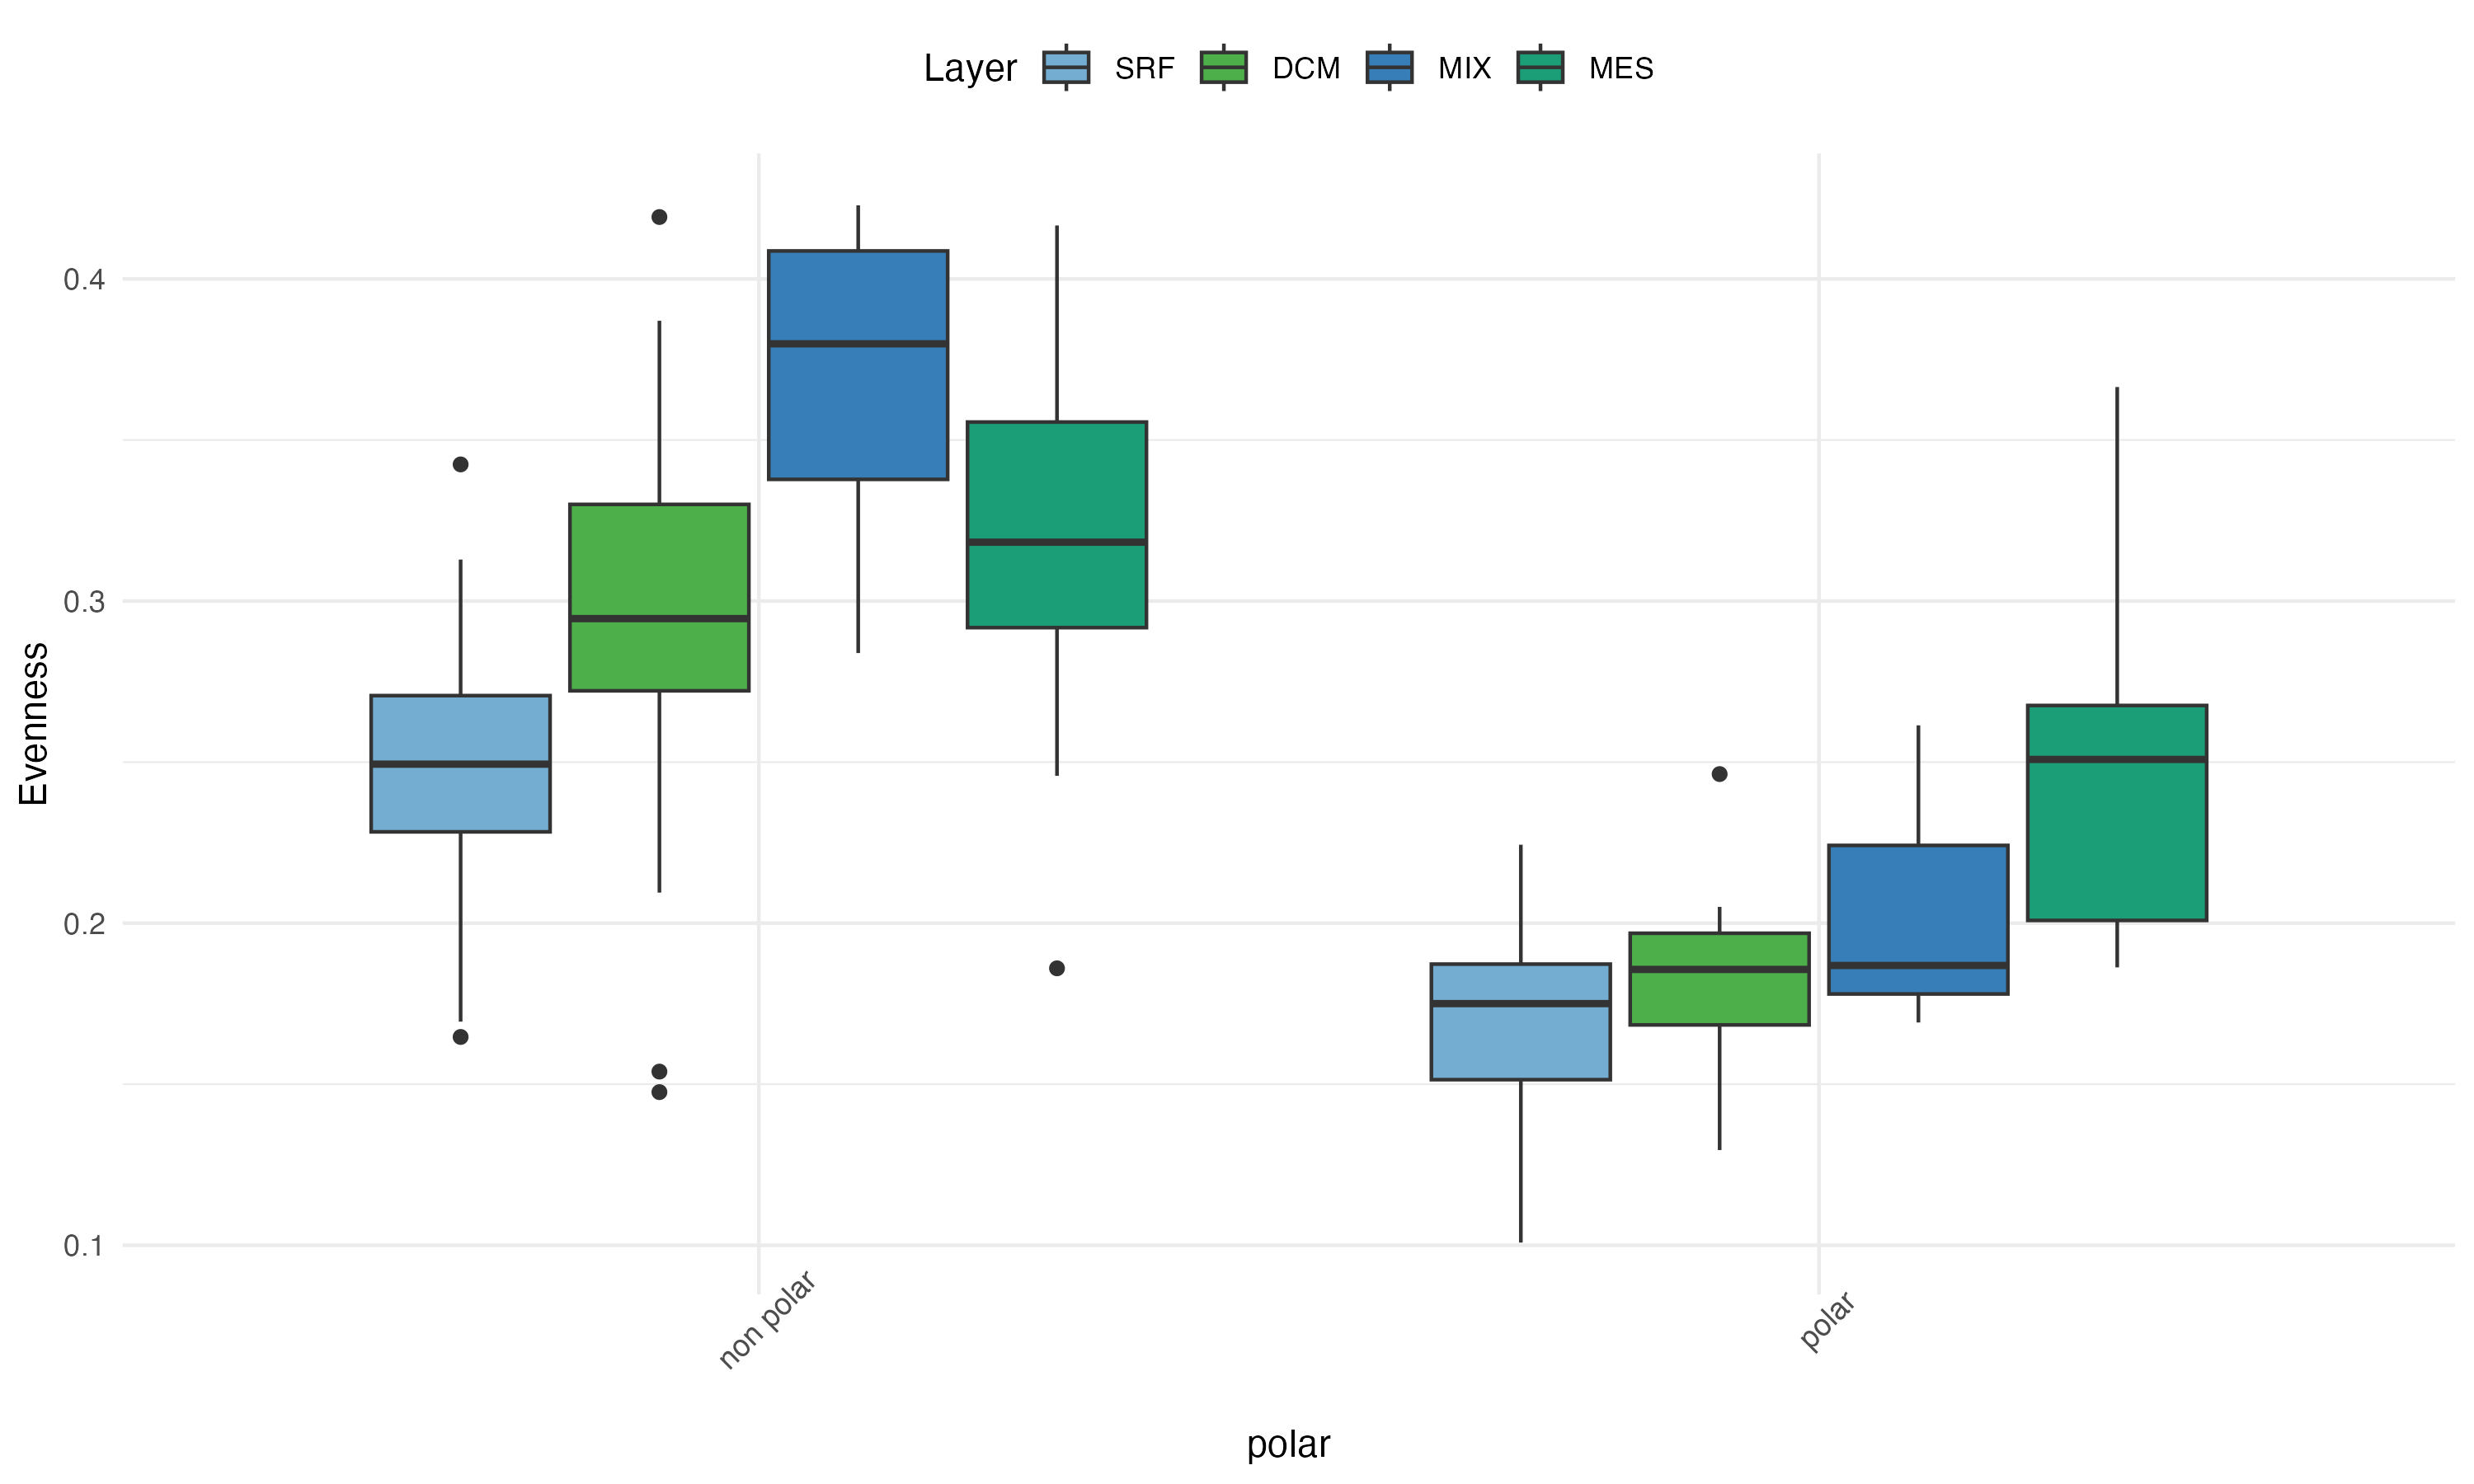 Layer SRF DCM MIX MES
Evenness
0.4
0.3
0.2
0.1
non polar
polar
polar